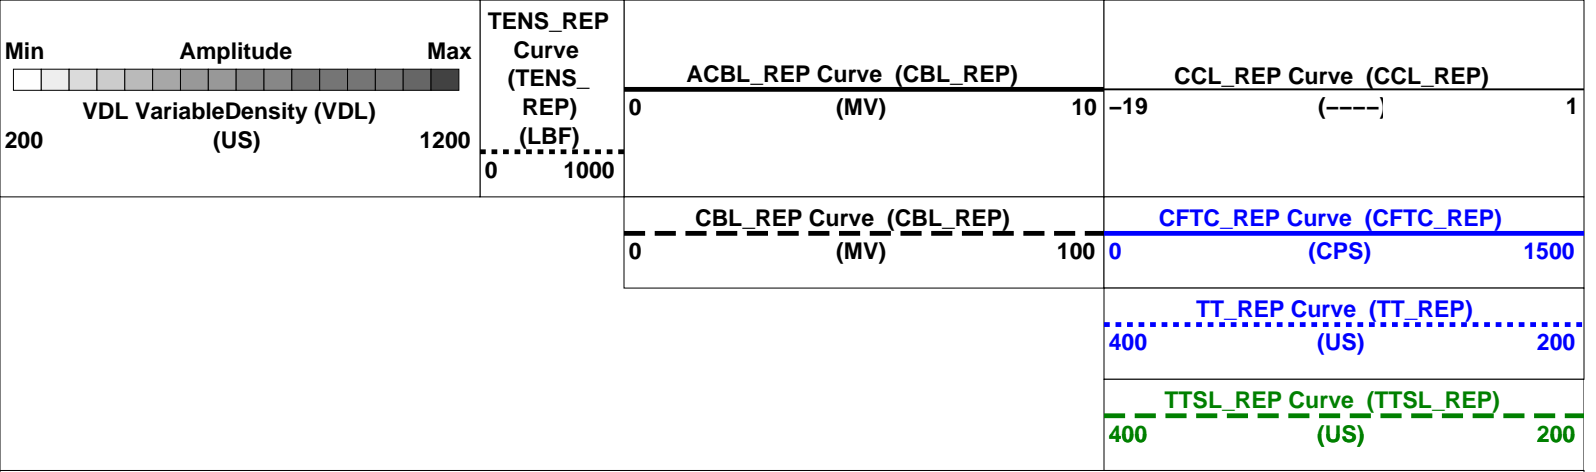 Min Amplitude Max
VDL VariableDensity (VDL)
200 (US) 1200
TENS_REP
Curve
(TENS_
REP)
(LBF)
0 1000
ACBL_REP Curve (CBL_REP)
0 (MV) 10
CCL_REP Curve (CCL_REP)
−19 (−−−−) 1
CBL_REP Curve (CBL_REP)
0 (MV) 100
CFTC_REP Curve (CFTC_REP)
0 (CPS) 1500
TT_REP Curve (TT_REP)
400 (US) 200
TTSL_REP Curve (TTSL_REP)
400 (US) 200